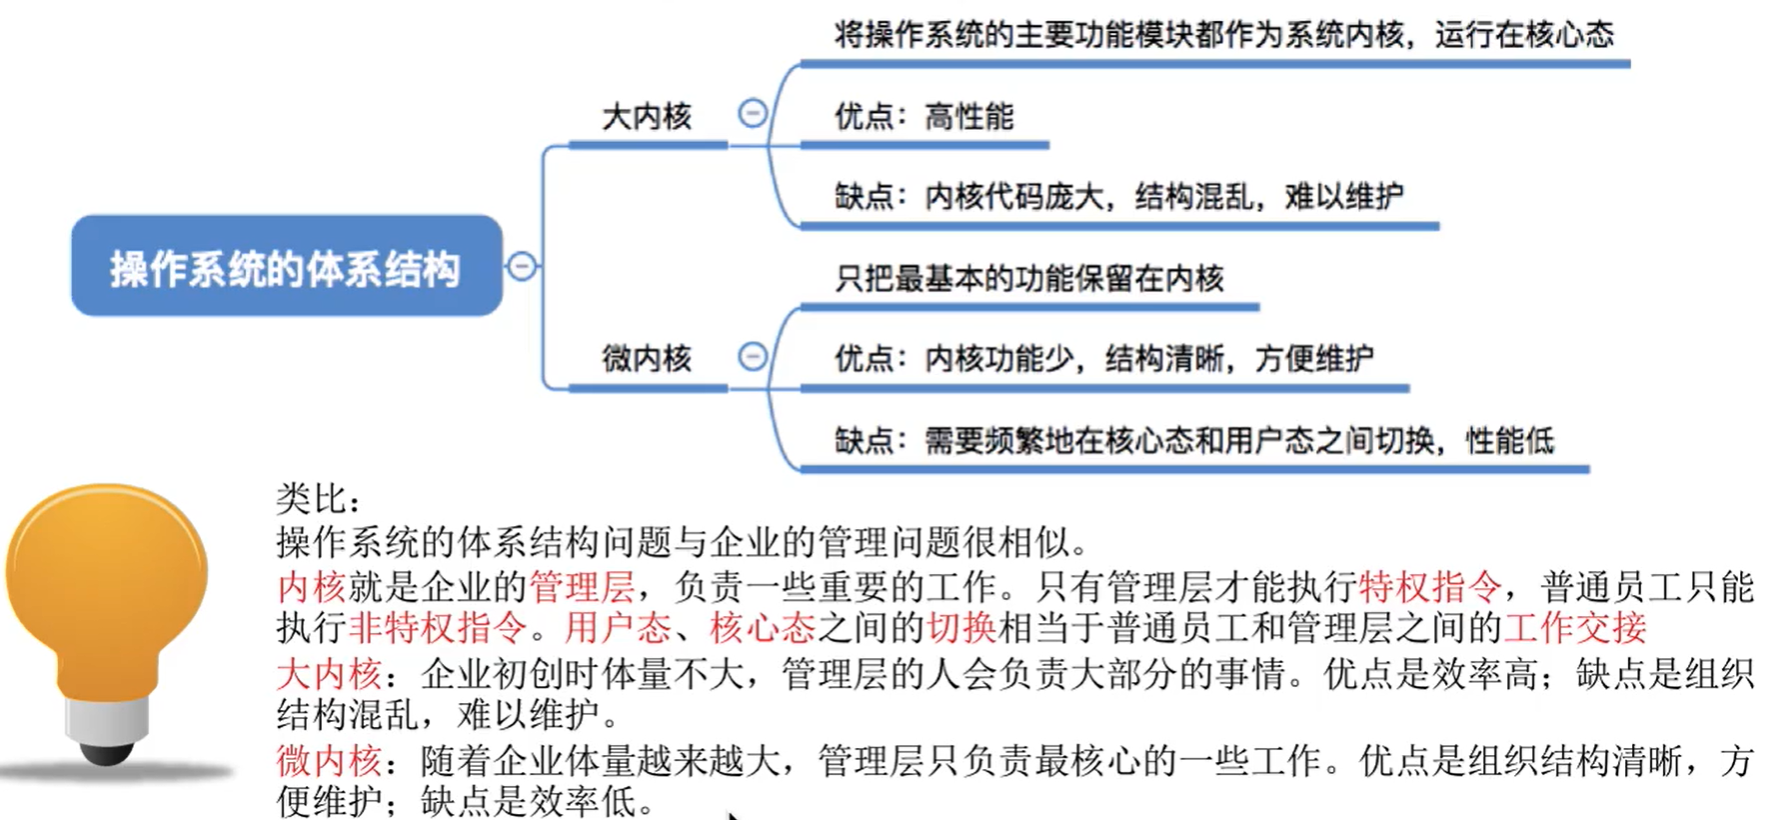 将操作系统的主要功能模块都作为系统内核，运行在核心态
大内核
优点：高性能
缺点：内核代码庞大，结构混乱，难以维护
操作系统的体系结构
只把最基本的功能保留在内核
微内核
优点：内核功能少，结构清晰，方便维护
缺点：需要频繁地在核心态和用户态之间切换，性能低
类比：
操作系统的体系结构问题与企业的管理问题很相似。
内核就是企业的管理层，负责一些重要的工作。只有管理层才能执行特权指令，普通员工只能
执行非特权指令。用户态、核心态之间的切换相当于普通员工和管理层之间的工作交接
大内核：企业初创时体量不大，管理层的人会负责大部分的事情。优点是效率高；缺点是组织
结构混乱，难以维护。
微内核：随着企业体量越来越大，管理层只负责最核心的一些工作。优点是组织结构清晰，方
便维护；缺点是效率低。